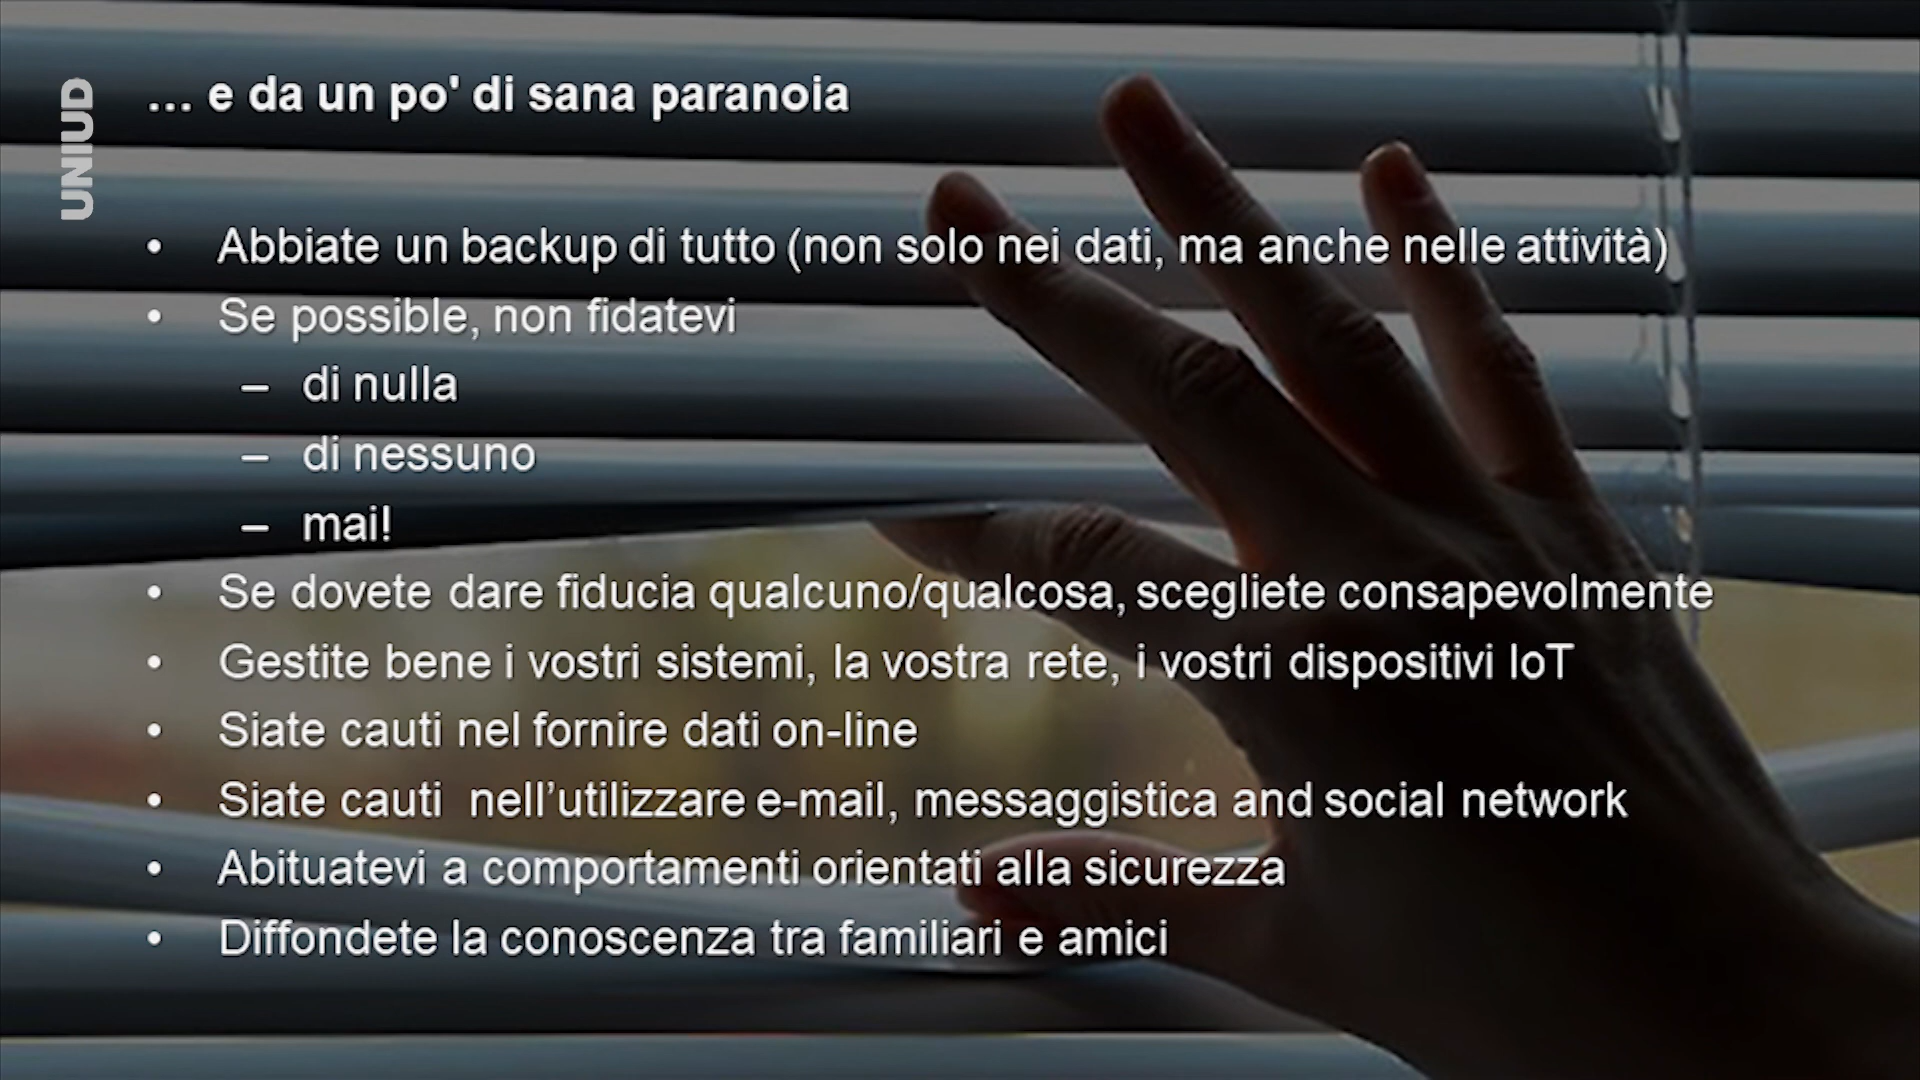 UNIUD
... e da un po' di sana paranoia
• Abbiate un backup di tutto (non solo nei dati, ma anche nelle attività)
• Se possible, non fidatevi
– di nulla
– di nessuno
– mai!
• Se dovete dare fiducia qualcuno/qualcosa, scegliete consapevolmente
• Gestite bene i vostri sistemi, la vostra rete, i vostri dispositivi IoT
• Siate cauti nel fornire dati on-line
• Siate cauti  nell’utilizzare e-mail, messaggistica and social network
• Abituatevi a comportamenti orientati alla sicurezza
• Diffondete la conoscenza tra familiari e amici